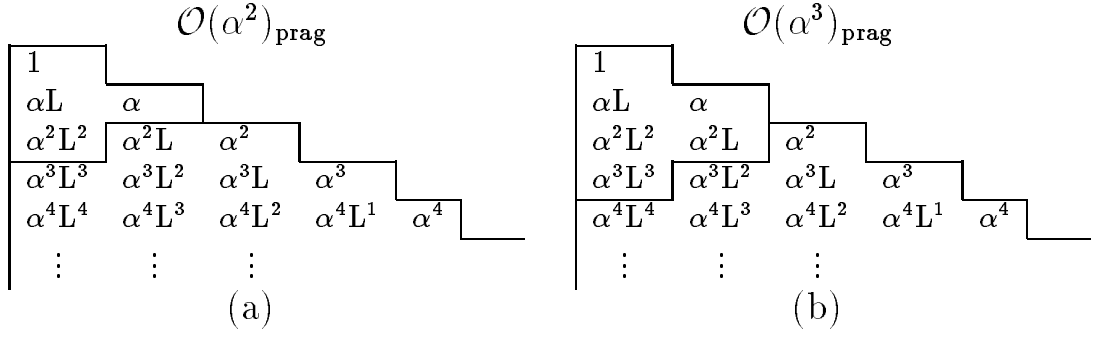 𝒪(α²)prag 𝒪(α³)prag
1 1
αL α αL α
α²L² α²L α² α²L² α²L α²
α³L³ α³L² α³L α³ α³L³ α³L² α³L α³
α⁴L⁴ α⁴L³ α⁴L² α⁴L¹ α⁴ α⁴L⁴ α⁴L³ α⁴L² α⁴L¹ α⁴
⋮ ⋮ ⋮ ⋮ ⋮ ⋮
(a) (b)